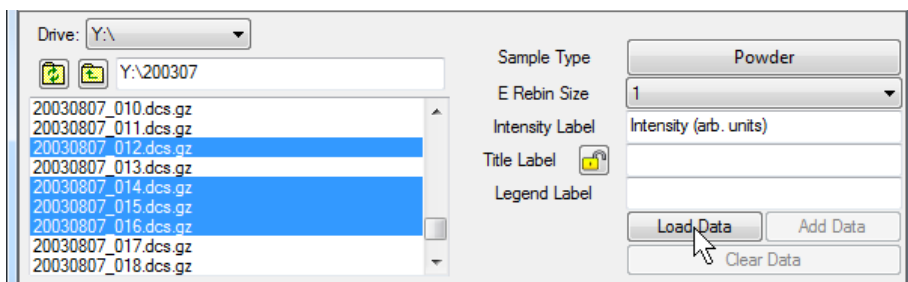 Drive: Y:\
Y:\200307
20030807_010.dcs.gz
20030807_011.dcs.gz
20030807_012.dcs.gz
20030807_013.dcs.gz
20030807_014.dcs.gz
20030807_015.dcs.gz
20030807_016.dcs.gz
20030807_017.dcs.gz
20030807_018.dcs.gz
Sample Type Powder
E Rebin Size 1
Intensity Label Intensity (arb. units)
Title Label
Legend Label
Load Data Add Data
Clear Data